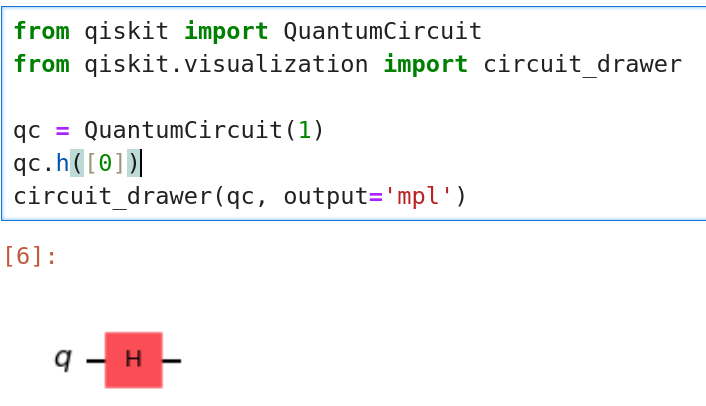 from qiskit import QuantumCircuit
from qiskit.visualization import circuit_drawer
qc = QuantumCircuit(1)
qc.h([0])
circuit_drawer(qc, output='mpl')
[6]:
q H